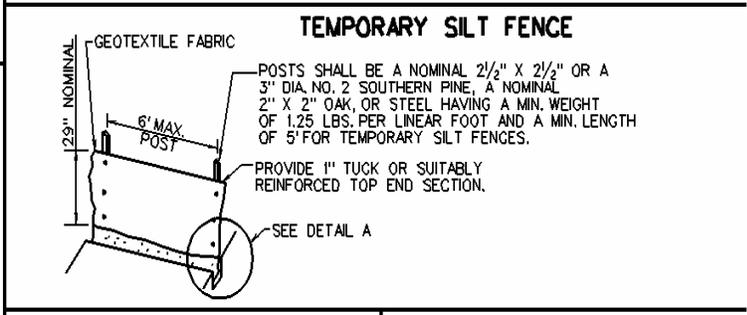 TEMPORARY SILT FENCE
GEOTEXTILE FABRIC
29" NOMINAL
6' MAX.
POST
POSTS SHALL BE A NOMINAL 2½" X 2½" OR A
3" DIA. NO. 2 SOUTHERN PINE, A NOMINAL
2" X 2" OAK, OR STEEL HAVING A MIN. WEIGHT
OF 1.25 LBS. PER LINEAR FOOT AND A MIN. LENGTH
OF 5' FOR TEMPORARY SILT FENCES.
PROVIDE 1" TUCK OR SUITABLY
REINFORCED TOP END SECTION.
SEE DETAIL A